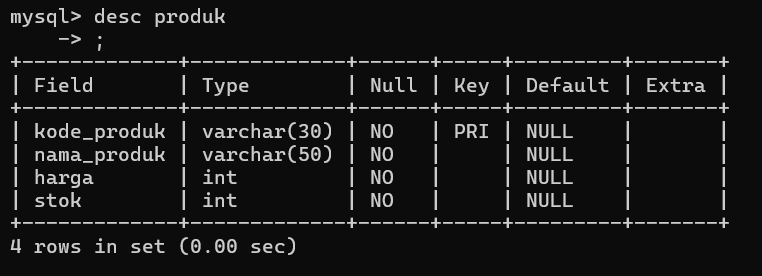 mysql> desc produk
    -> ;
+-------------+-------------+------+-----+---------+-------+
| Field       | Type        | Null | Key | Default | Extra |
+-------------+-------------+------+-----+---------+-------+
| kode_produk | varchar(30) | NO   | PRI | NULL    |       |
| nama_produk | varchar(50) | NO   |     | NULL    |       |
| harga       | int         | NO   |     | NULL    |       |
| stok        | int         | NO   |     | NULL    |       |
+-------------+-------------+------+-----+---------+-------+
4 rows in set (0.00 sec)